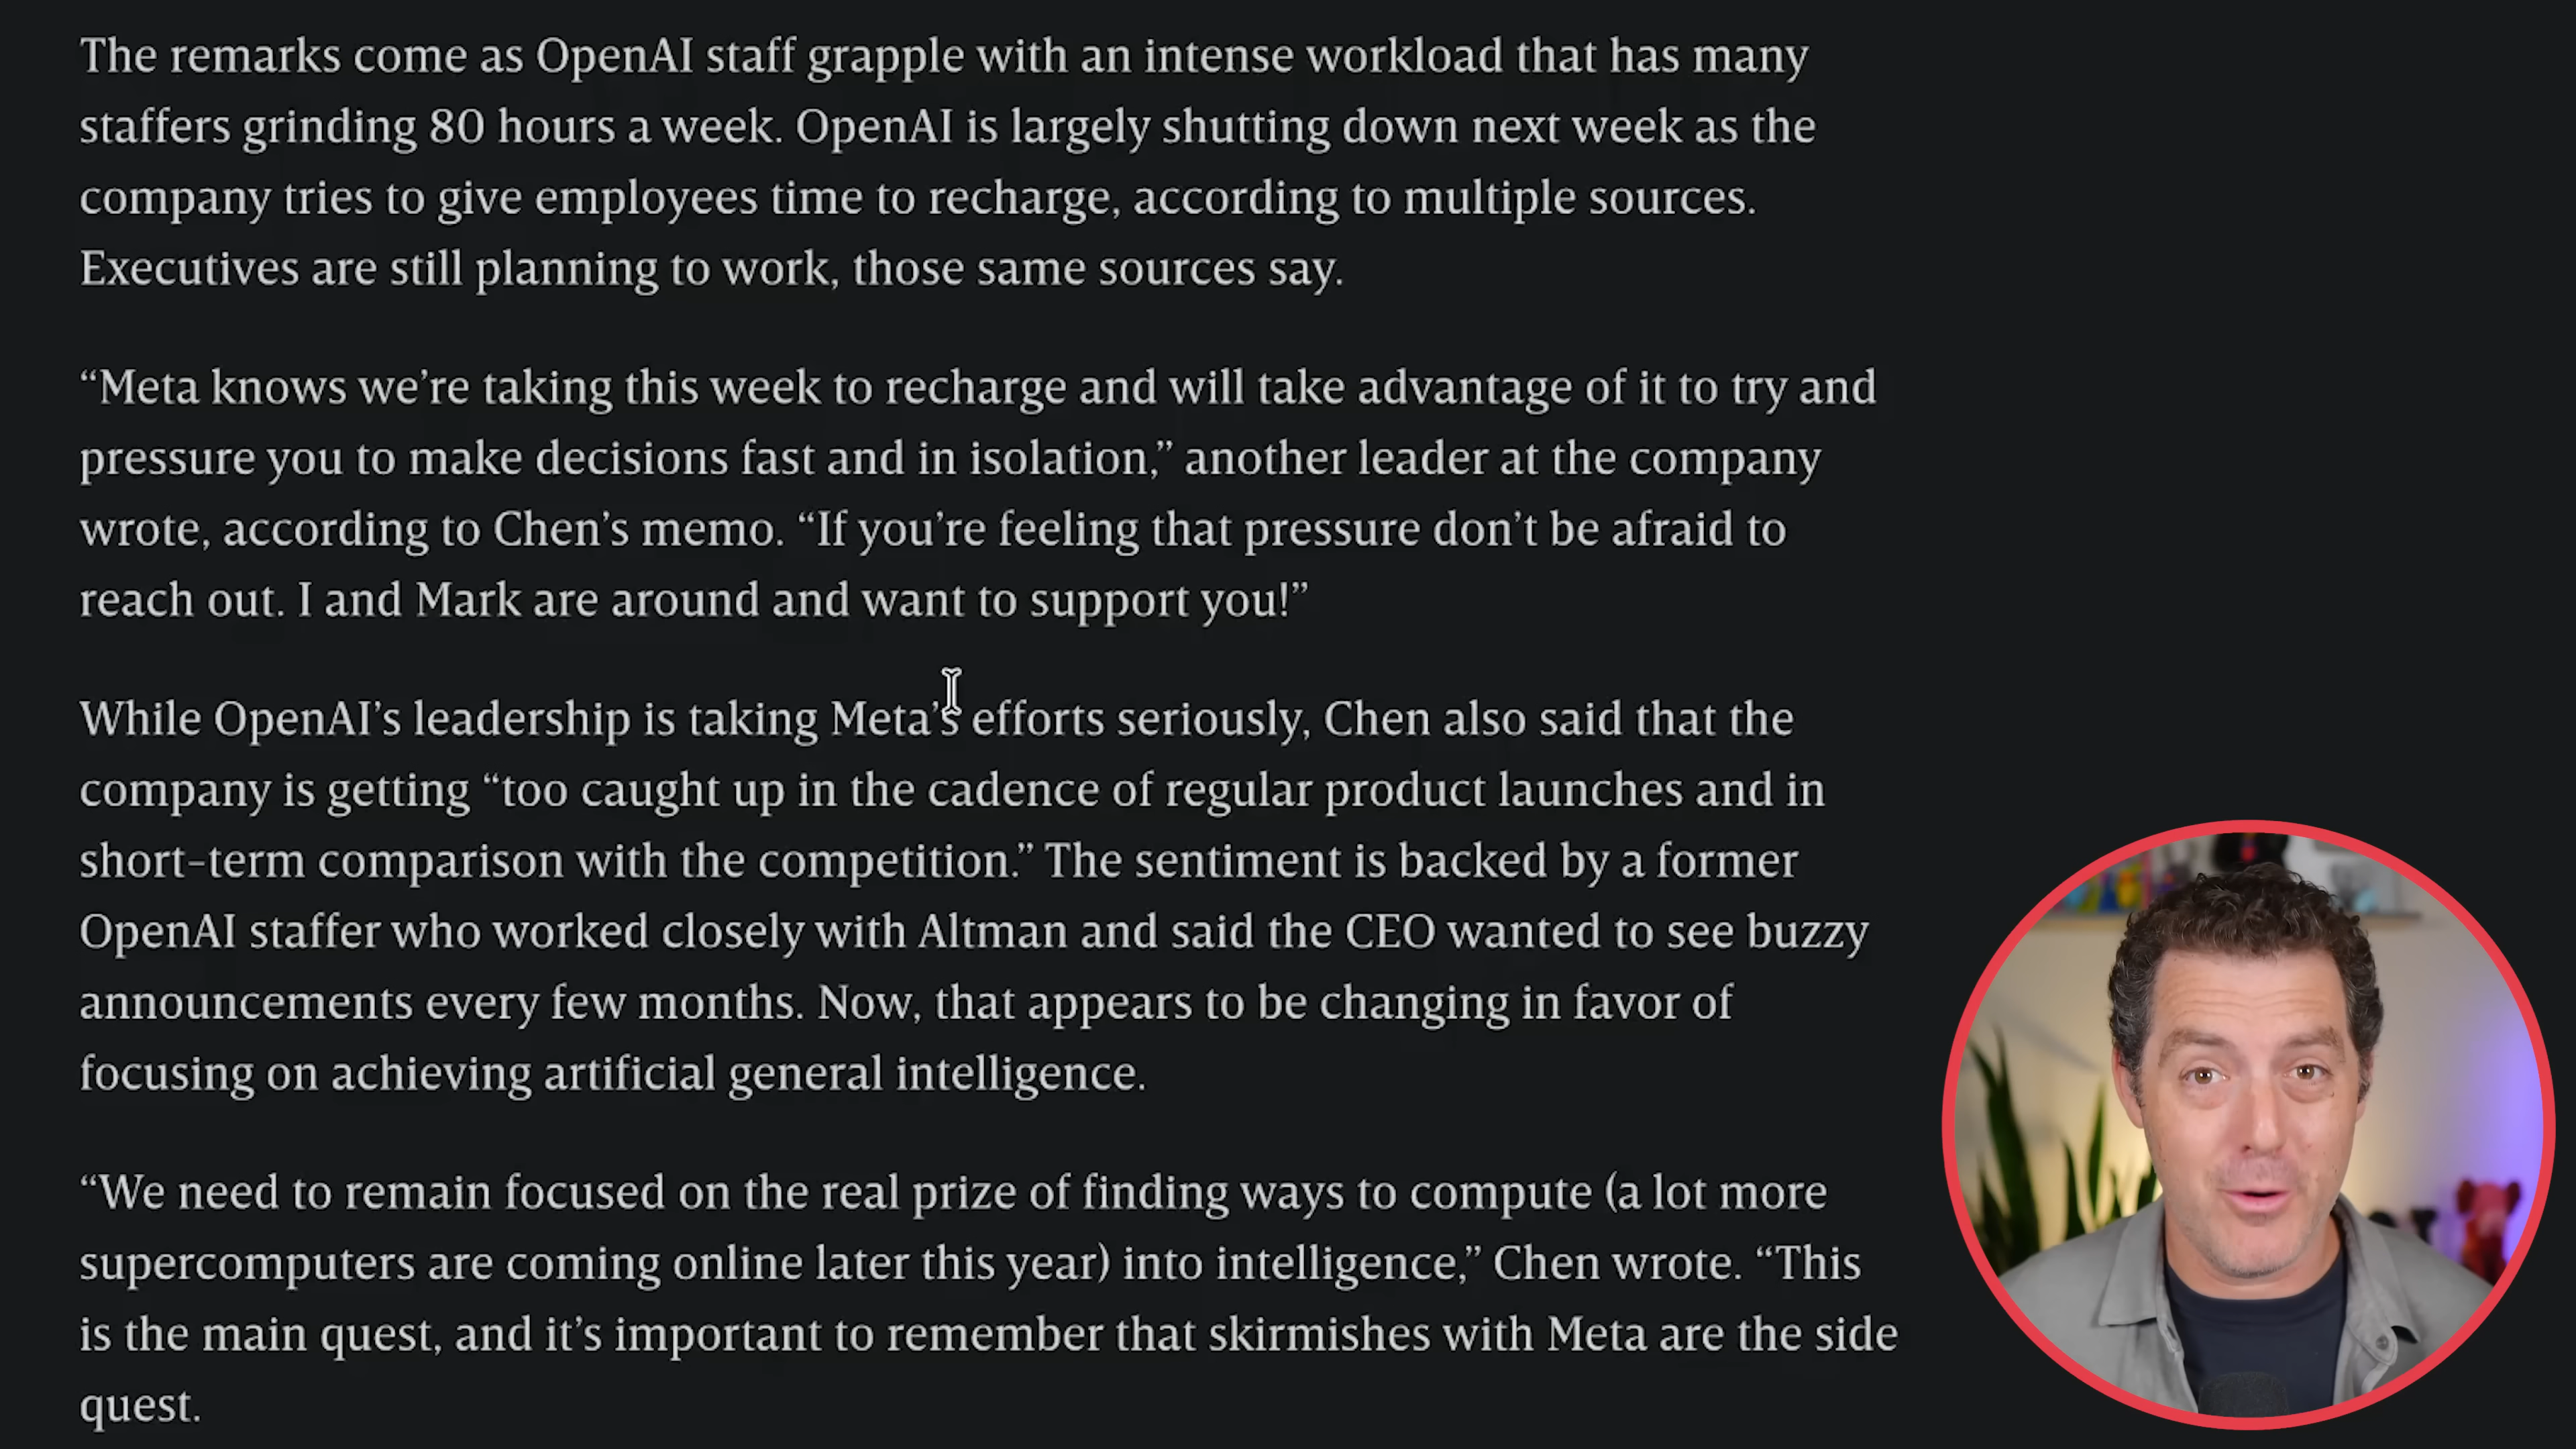 The remarks come as OpenAI staff grapple with an intense workload that has many
staffers grinding 80 hours a week. OpenAI is largely shutting down next week as the
company tries to give employees time to recharge, according to multiple sources.
Executives are still planning to work, those same sources say.
“Meta knows we’re taking this week to recharge and will take advantage of it to try and
pressure you to make decisions fast and in isolation,” another leader at the company
wrote, according to Chen’s memo. “If you’re feeling that pressure don’t be afraid to
reach out. I and Mark are around and want to support you!”
While OpenAI’s leadership is taking Meta’s efforts seriously, Chen also said that the
company is getting “too caught up in the cadence of regular product launches and in
short-term comparison with the competition.” The sentiment is backed by a former
OpenAI staffer who worked closely with Altman and said the CEO wanted to see buzzy
announcements every few months. Now, that appears to be changing in favor of
focusing on achieving artificial general intelligence.
“We need to remain focused on the real prize of finding ways to compute (a lot more
supercomputers are coming online later this year) into intelligence,” Chen wrote. “This
is the main quest, and it’s important to remember that skirmishes with Meta are the side
quest.